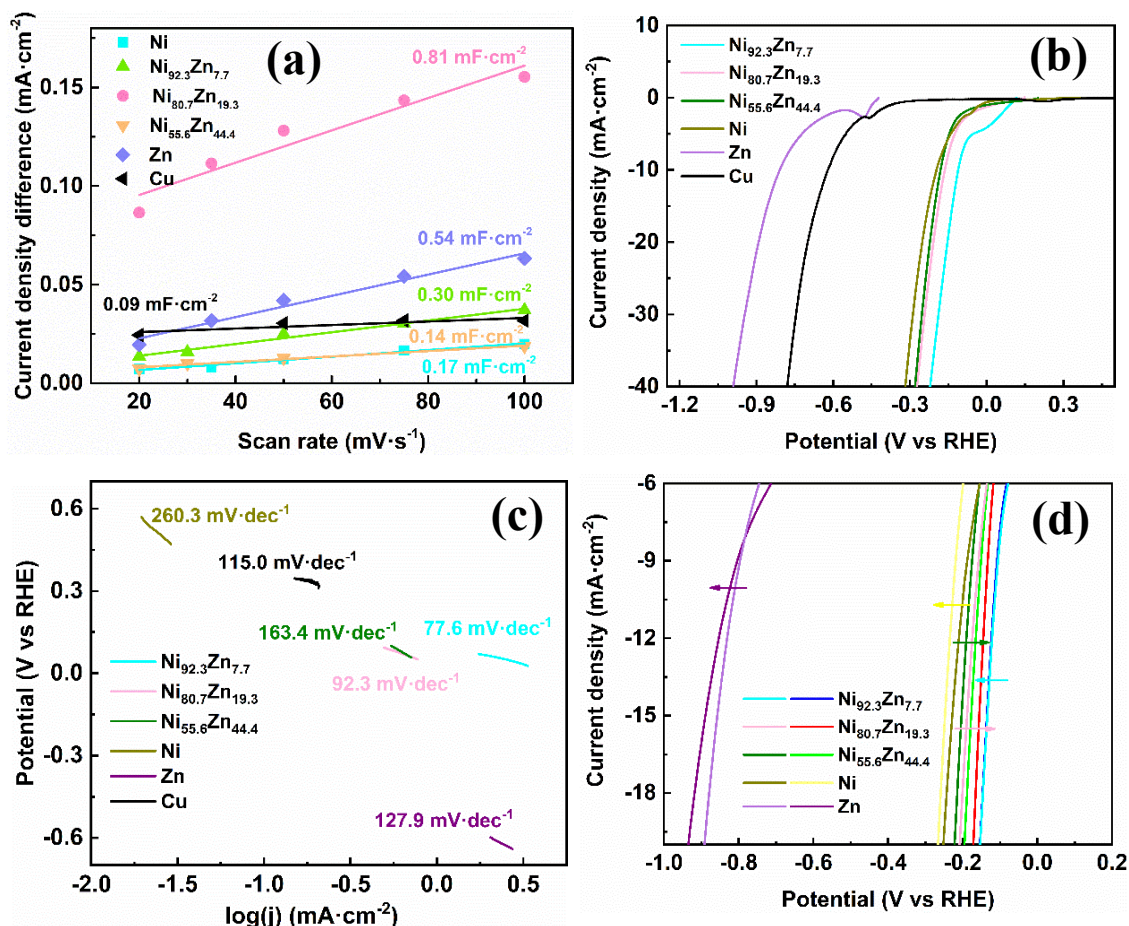 (a)
Current density difference (mA·cm⁻²)
0.15
0.10
0.05
0.00
Ni
Ni₉₂.₃Zn₇.₇
Ni₈₀.₇Zn₁₉.₃
Ni₅₅.₆Zn₄₄.₄
Zn
Cu
0.81 mF·cm⁻²
0.54 mF·cm⁻²
0.09 mF·cm⁻²
0.30 mF·cm⁻²
0.14 mF·cm⁻²
0.17 mF·cm⁻²
20 40 60 80 100
Scan rate (mV·s⁻¹)
(b)
Current density (mA·cm⁻²)
10
0
-10
-20
-30
-40
Ni₉₂.₃Zn₇.₇
Ni₈₀.₇Zn₁₉.₃
Ni₅₅.₆Zn₄₄.₄
Ni
Zn
Cu
-1.2 -0.9 -0.6 -0.3 0.0 0.3
Potential (V vs RHE)
(c)
Potential (V vs RHE)
0.6
0.3
0.0
-0.3
-0.6
260.3 mV·dec⁻¹
115.0 mV·dec⁻¹
163.4 mV·dec⁻¹
77.6 mV·dec⁻¹
92.3 mV·dec⁻¹
Ni₉₂.₃Zn₇.₇
Ni₈₀.₇Zn₁₉.₃
Ni₅₅.₆Zn₄₄.₄
Ni
Zn
Cu
127.9 mV·dec⁻¹
-2.0 -1.5 -1.0 -0.5 0.0 0.5
log(j) (mA·cm⁻²)
(d)
Current density (mA·cm⁻²)
-6
-9
-12
-15
-18
Ni₉₂.₃Zn₇.₇
Ni₈₀.₇Zn₁₉.₃
Ni₅₅.₆Zn₄₄.₄
Ni
Zn
-1.0 -0.8 -0.6 -0.4 -0.2 0.0 0.2
Potential (V vs RHE)